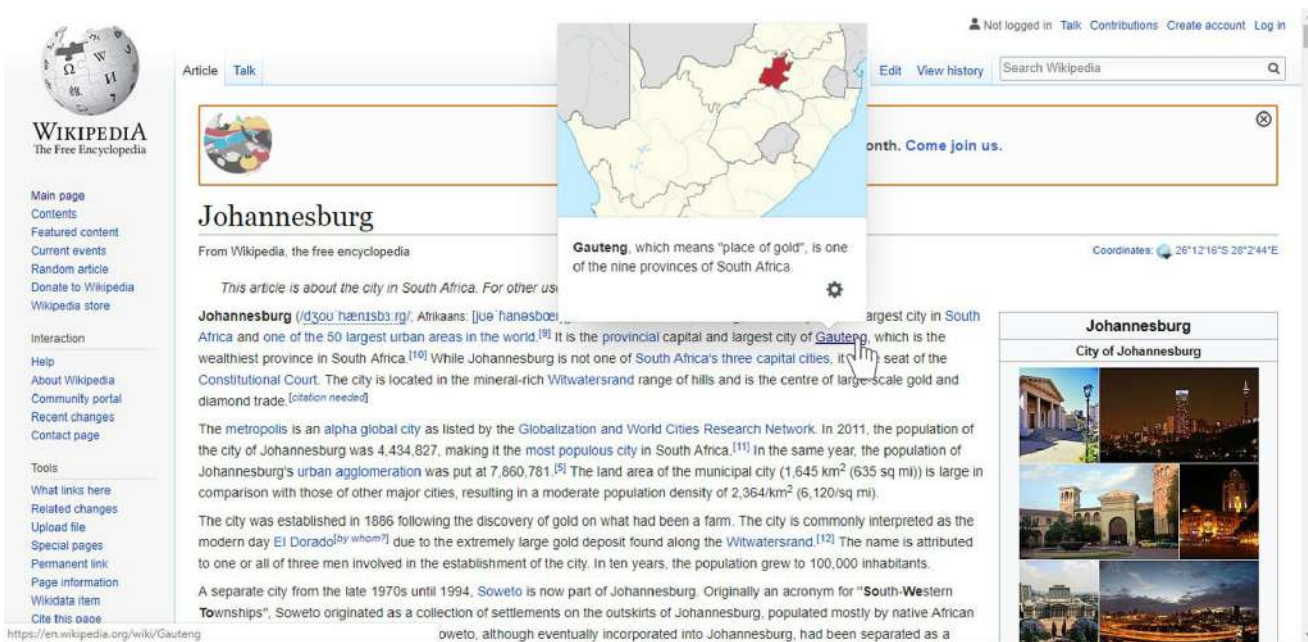 Not logged in Talk Contributions Create account Log in
Article Talk
Edit View history Search Wikipedia
WIKIPEDIA
The Free Encyclopedia
onth. Come join us.
Main page
Contents
Featured content
Current events
Random article
Donate to Wikipedia
Wikipedia store
Interaction
Help
About Wikipedia
Community portal
Recent changes
Contact page
Tools
What links here
Related changes
Upload file
Special pages
Permanent link
Page information
Wikidata item
Cite this page
https://en.wikipedia.org/wiki/Gauteng
Johannesburg
From Wikipedia, the free encyclopedia
Coordinates: 26°12′16″S 28°2′44″E
Gauteng, which means "place of gold", is one
of the nine provinces of South Africa.
This article is about the city in South Africa. For other us
Johannesburg (/dʒoʊˈhænɪsbɜːrɡ/; Afrikaans: largest city in South
Africa and one of the 50 largest urban areas in the world.[9] It is the provincial capital and largest city of Gauteng, which is the
wealthiest province in South Africa.[10] While Johannesburg is not one of South Africa's three capital cities, it seat of the
Constitutional Court. The city is located in the mineral-rich Witwatersrand range of hills and is the centre of large-scale gold and
diamond trade.[citation needed]
The metropolis is an alpha global city as listed by the Globalization and World Cities Research Network. In 2011, the population of
the city of Johannesburg was 4,434,827, making it the most populous city in South Africa.[11] In the same year, the population of
Johannesburg's urban agglomeration was put at 7,860,781.[5] The land area of the municipal city (1,645 km² (635 sq mi)) is large in
comparison with those of other major cities, resulting in a moderate population density of 2,364/km² (6,120/sq mi).
The city was established in 1886 following the discovery of gold on what had been a farm. The city is commonly interpreted as the
modern day El Dorado[by whom?] due to the extremely large gold deposit found along the Witwatersrand.[12] The name is attributed
to one or all of three men involved in the establishment of the city. In ten years, the population grew to 100,000 inhabitants.
A separate city from the late 1970s until 1994, Soweto is now part of Johannesburg. Originally an acronym for "South-Western
Townships", Soweto originated as a collection of settlements on the outskirts of Johannesburg, populated mostly by native African
oweto, although eventually incorporated into Johannesburg, had been separated as a
Johannesburg
City of Johannesburg